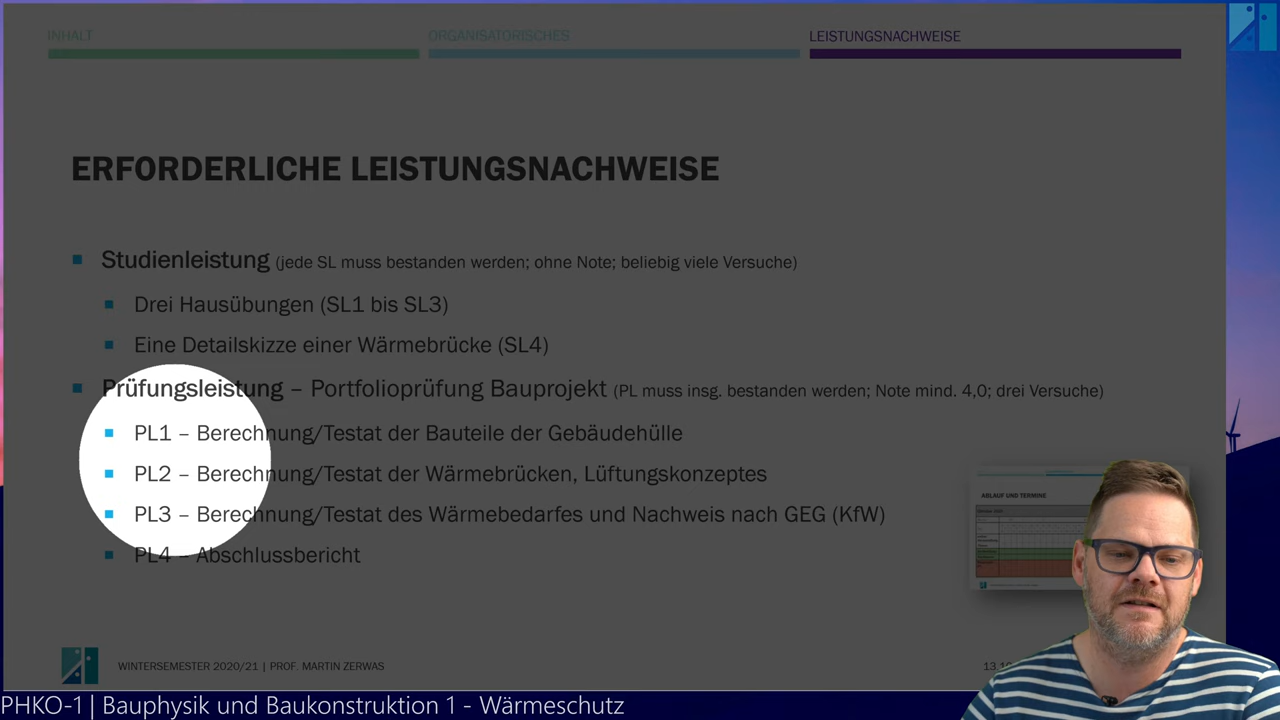 INHALT
ORGANISATORISCHES
LEISTUNGSNACHWEISE
ERFORDERLICHE LEISTUNGSNACHWEISE
Studienleistung (jede SL muss bestanden werden; ohne Note; beliebig viele Versuche)
Drei Hausübungen (SL1 bis SL3)
Eine Detailskizze einer Wärmebrücke (SL4)
Prüfungsleistung – Portfolioprüfung Bauprojekt (PL muss insg. bestanden werden; Note mind. 4,0; drei Versuche)
PL1 – Berechnung/Testat der Bauteile der Gebäudehülle
PL2 – Berechnung/Testat der Wärmebrücken, Lüftungskonzeptes
PL3 – Berechnung/Testat des Wärmebedarfes und Nachweis nach GEG (KfW)
PL4 – Abschlussbericht
ABLAUF UND TERMINE
WINTERSEMESTER 2020/21 | PROF. MARTIN ZERWAS
PHKO-1 | Bauphysik und Baukonstruktion 1 - Wärmeschutz